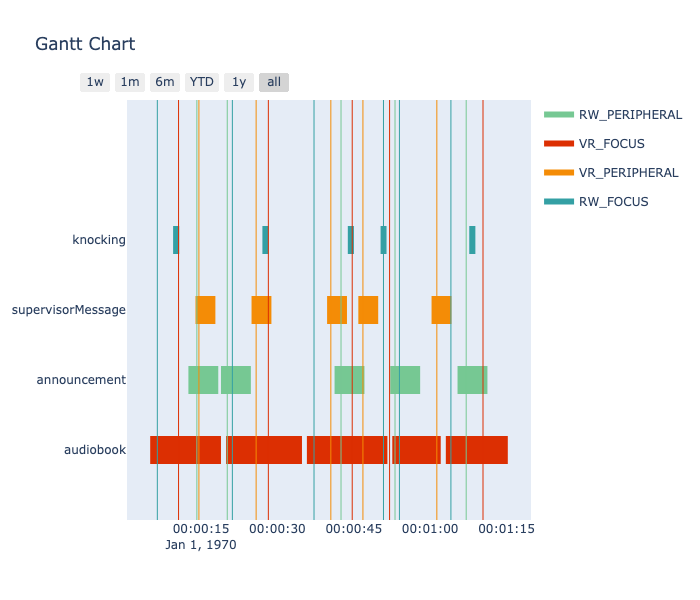 Gantt Chart
1w 1m 6m YTD 1y all
RW_PERIPHERAL
VR_FOCUS
VR_PERIPHERAL
RW_FOCUS
knocking
supervisorMessage
announcement
audiobook
00:00:15 00:00:30 00:00:45 00:01:00 00:01:15
Jan 1, 1970